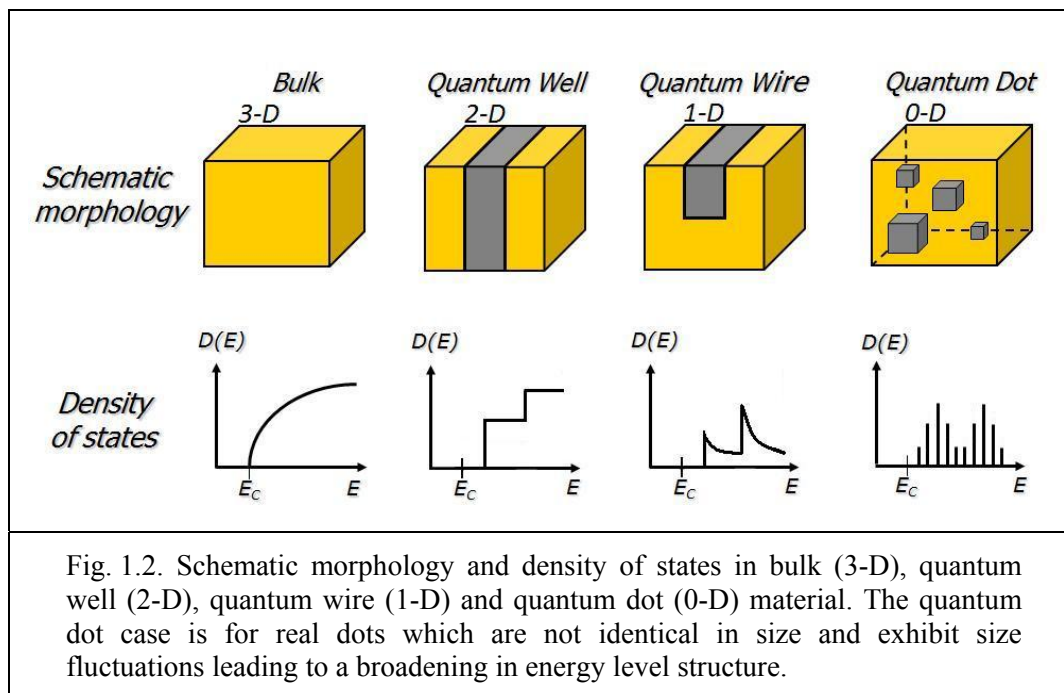 Bulk
Quantum Well
Quantum Wire
Quantum Dot
3-D
2-D
1-D
0-D
Schematic
morphology
D(E)
D(E)
D(E)
D(E)
Density
of states
E_C
E
E_C
E
E_C
E
E_C
E
Fig. 1.2. Schematic morphology and density of states in bulk (3-D), quantum
well (2-D), quantum wire (1-D) and quantum dot (0-D) material. The quantum
dot case is for real dots which are not identical in size and exhibit size
fluctuations leading to a broadening in energy level structure.